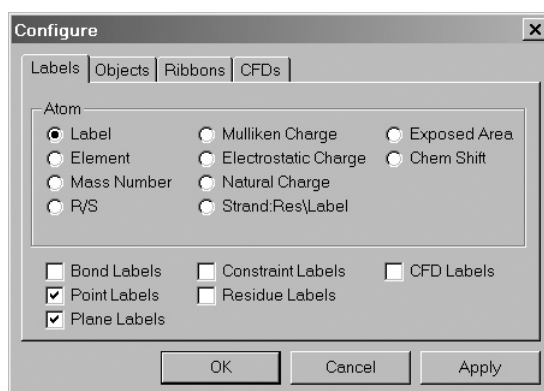 Configure
Labels Objects Ribbons CFDs
Atom
Label Mulliken Charge Exposed Area
Element Electrostatic Charge Chem Shift
Mass Number Natural Charge
R/S Strand:Res\Label
Bond Labels Constraint Labels CFD Labels
Point Labels Residue Labels
Plane Labels
OK Cancel Apply